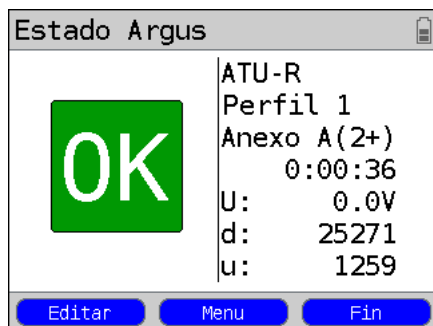 Estado Argus
OK
ATU-R
Perfil 1
Anexo A(2+)
0:00:36
U: 0.0V
d: 25271
u: 1259
Editar Menu Fin